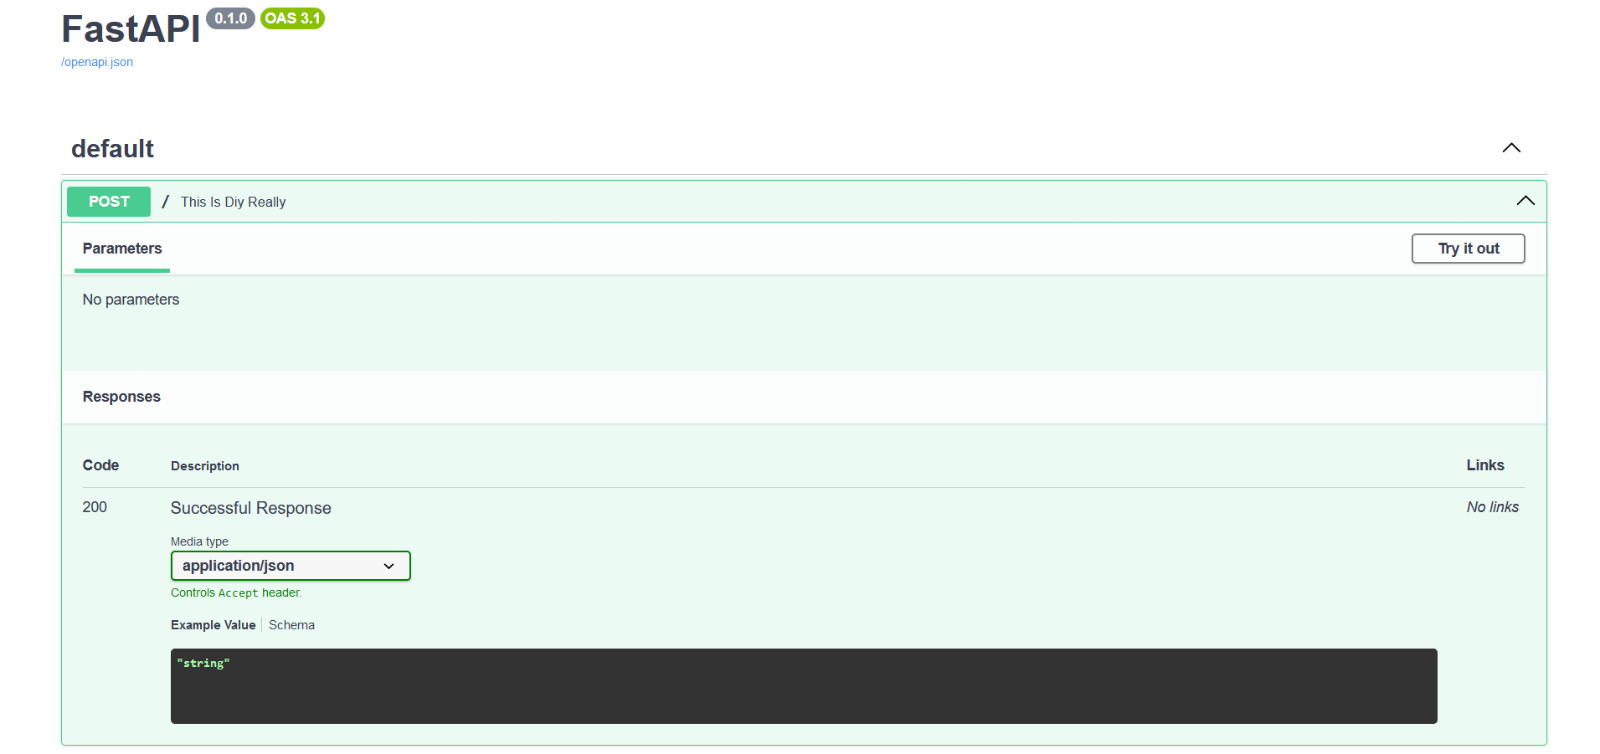 FastAPI 0.1.0 OAS 3.1
/openapi.json
default
POST / This Is Diy Really
Parameters Try it out
No parameters
Responses
Code Description Links
200 Successful Response No links
Media type
application/json
Controls Accept header.
Example Value Schema
"string"